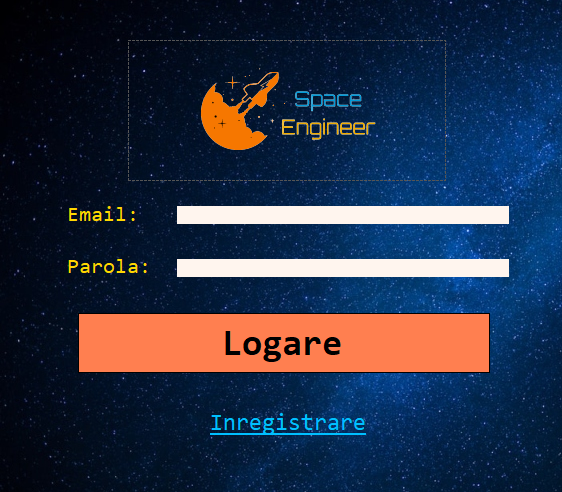 Space
Engineer
Email:
Parola:
Logare
Inregistrare